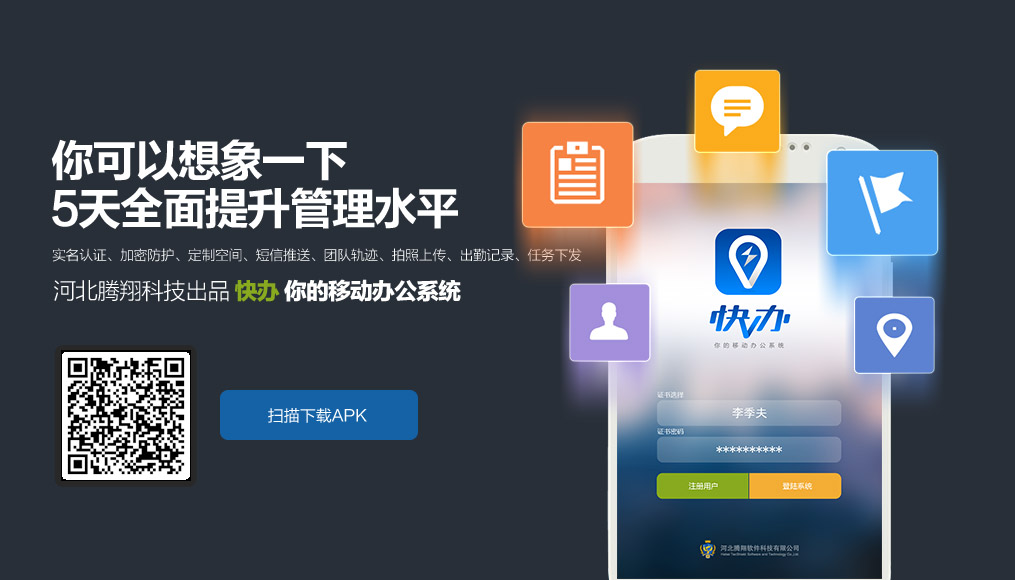 你可以想象一下
5天全面提升管理水平
实名认证、加密防护、定制空间、短信推送、团队轨迹、拍照上传、出勤记录、任务下发
河北腾翔科技出品 快办 你的移动办公系统
扫描下载APK
快办
你的移动办公系统
证书选择
李季夫
证书密码
**********
注册用户
登陆系统
河北腾翔软件科技有限公司